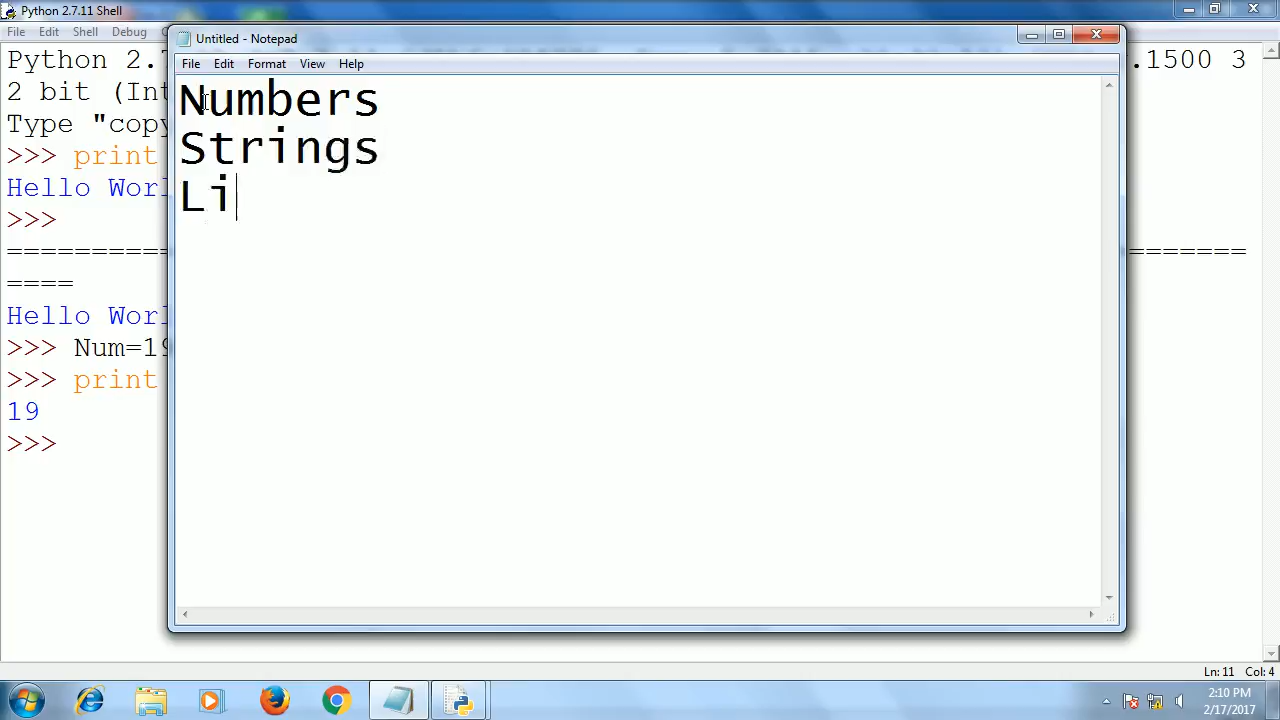 Python 2.7.11 Shell
File Edit Shell Debug
Untitled - Notepad
File Edit Format View Help
Numbers
Strings
Li
Python 2.7 .1500 3
2 bit (Int
Type "copy
>>> print
Hello Worl
>>>
====
Hello Worl
>>> Num=19
>>> print
19
>>>
Ln: 11 Col: 4
2:10 PM
2/17/2017